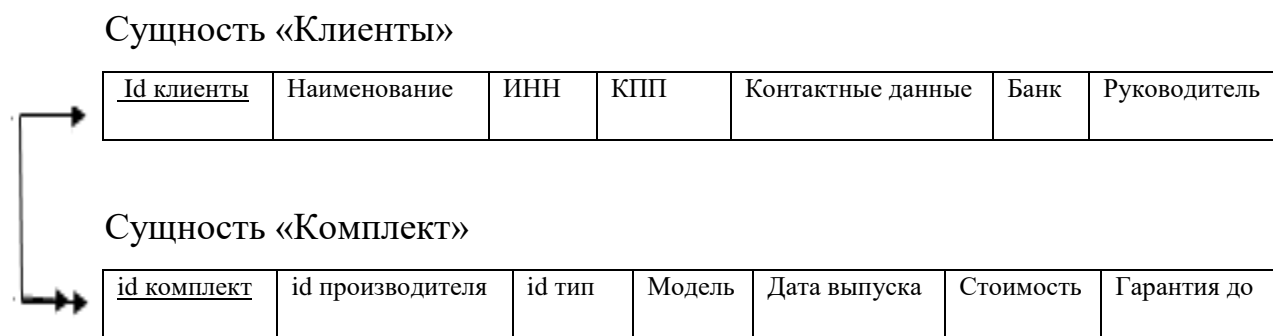 Сущность «Клиенты»
Id клиенты Наименование ИНН КПП Контактные данные Банк Руководитель
Сущность «Комплект»
id комплект id производителя id тип Модель Дата выпуска Стоимость Гарантия до